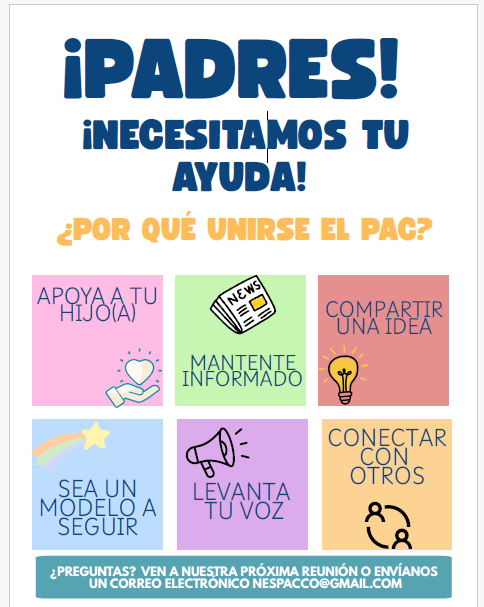 ¡PADRES!
¡NECESITAMOS TU
AYUDA!
¿POR QUÉ UNIRSE EL PAC?
APOYA A TU
HIJO(A)
NEWS
MANTENTE
INFORMADO
COMPARTIR
UNA IDEA
SEA UN
MODELO A
SEGUIR
LEVANTA
TU VOZ
CONECTAR
CON
OTROS
¿PREGUNTAS? VEN A NUESTRA PRÓXIMA REUNIÓN O ENVÍANOS
UN CORREO ELECTRÓNICO NESPACCO@GMAIL.COM